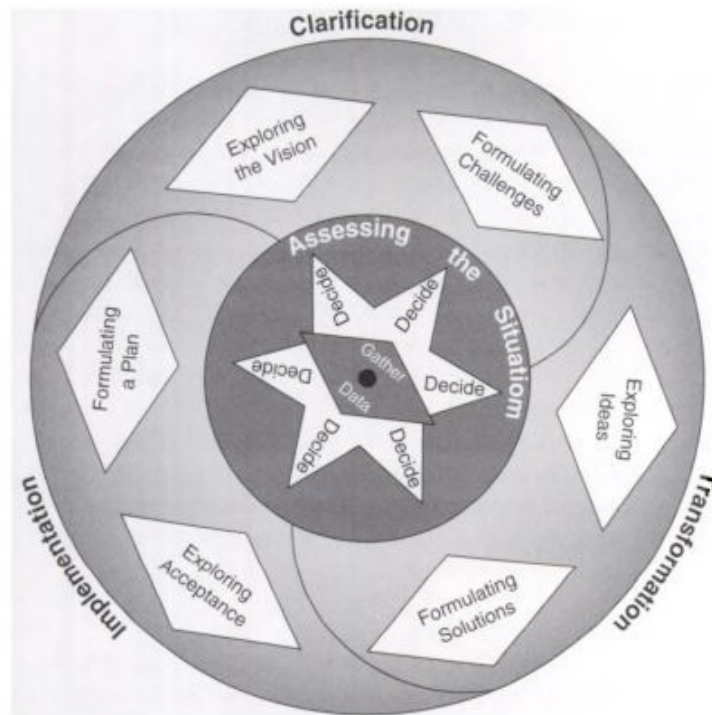 Clarification
Exploring
the Vision
Formulating
Challenges
Assessing the Situatiom
Decide
Decide
Decide
Decide
Decide
Decide
Gather
Data
Formulating
a Plan
Exploring
Ideas
Exploring
Acceptance
Formulating
Solutions
Implementation
Transformation